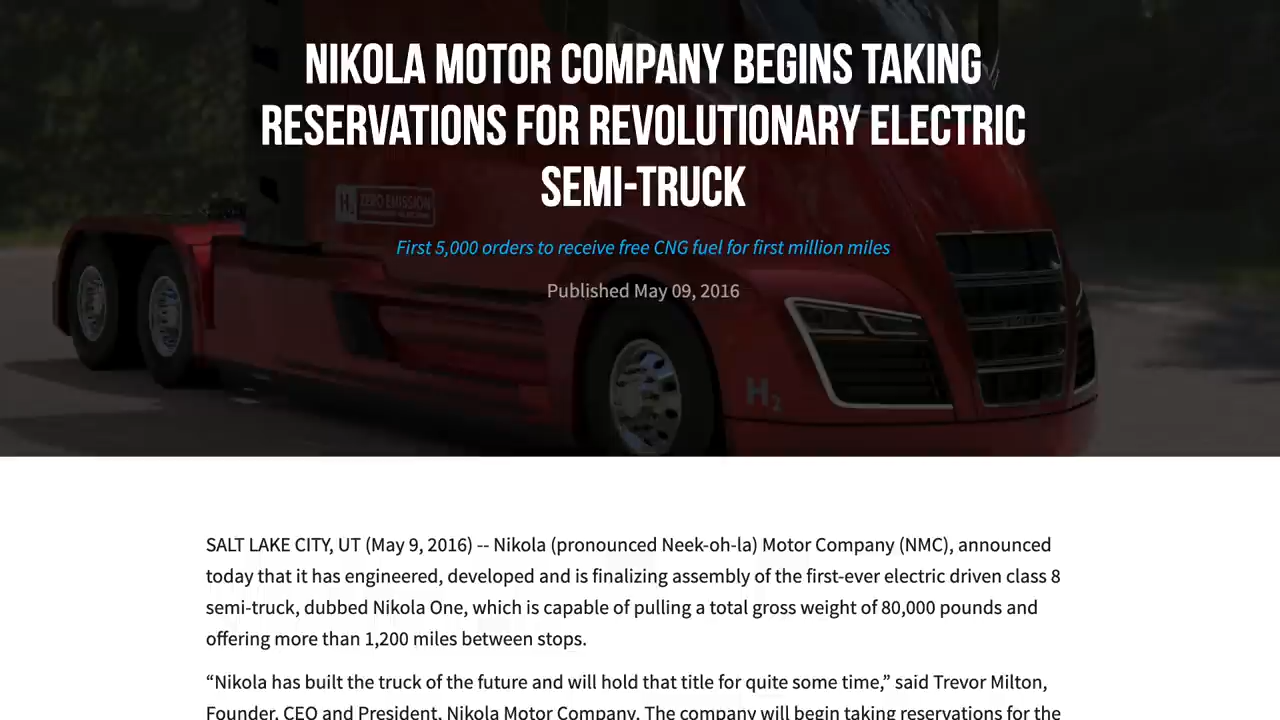 NIKOLA MOTOR COMPANY BEGINS TAKING
RESERVATIONS FOR REVOLUTIONARY ELECTRIC
SEMI-TRUCK
H2 ZERO EMISSION
First 5,000 orders to receive free CNG fuel for first million miles
Published May 09, 2016
H2
SALT LAKE CITY, UT (May 9, 2016) -- Nikola (pronounced Neek-oh-la) Motor Company (NMC), announced
today that it has engineered, developed and is finalizing assembly of the first-ever electric driven class 8
semi-truck, dubbed Nikola One, which is capable of pulling a total gross weight of 80,000 pounds and
offering more than 1,200 miles between stops.
“Nikola has built the truck of the future and will hold that title for quite some time,” said Trevor Milton,
Founder, CEO and President, Nikola Motor Company. The company will begin taking reservations for the